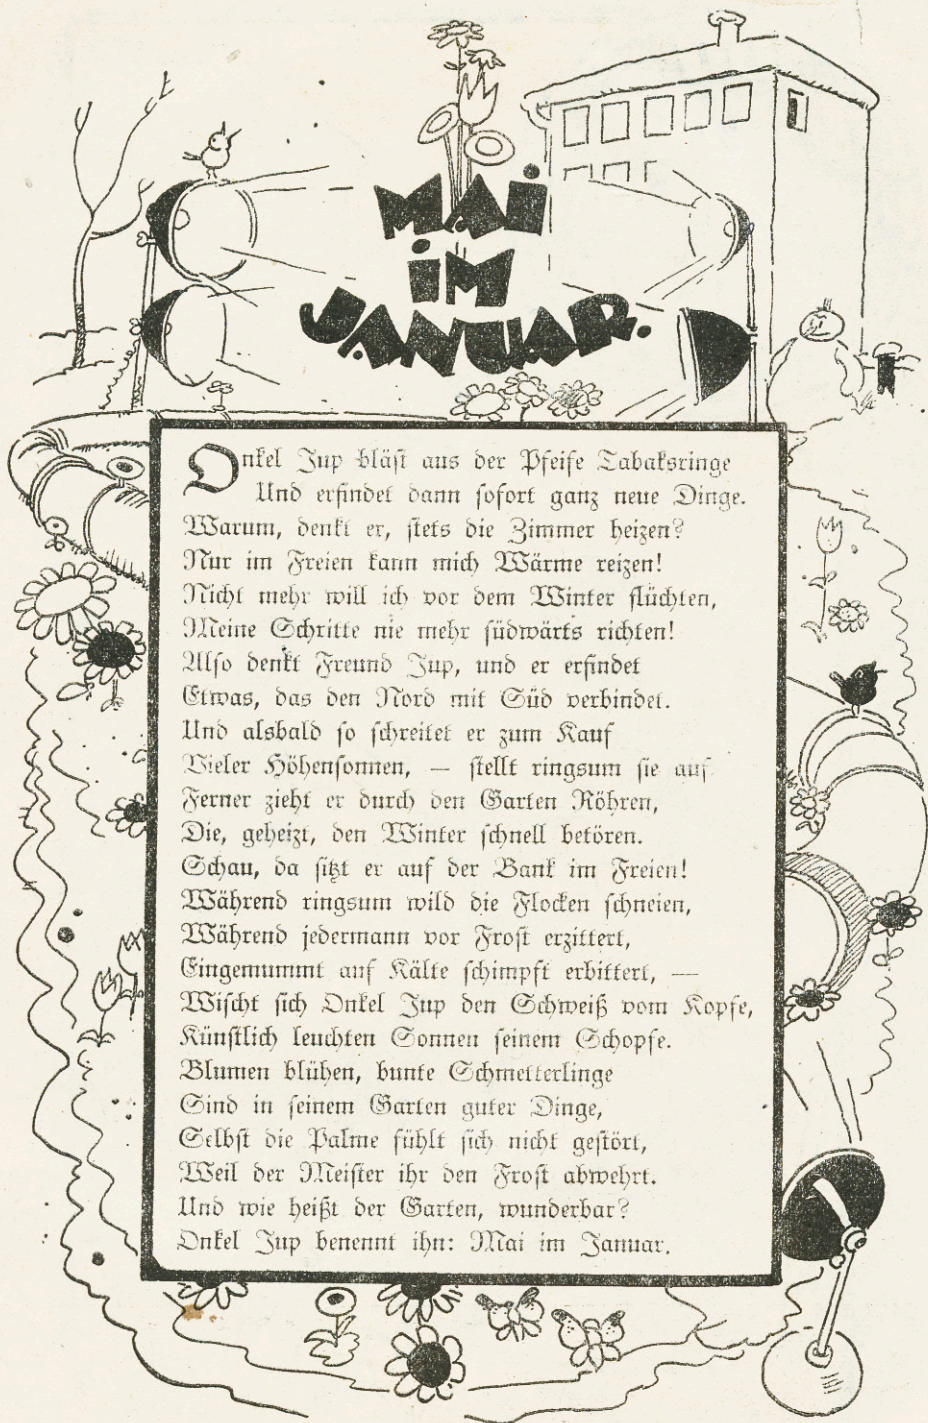 MAI
IM
JANUAR.
Onkel Jup bläst aus der Pfeife Tabaksringe
Und erfindet dann sofort ganz neue Dinge.
Warum, denkt er, stets die Zimmer heizen?
Nur im Freien kann mich Wärme reizen!
Nicht mehr will ich vor dem Winter flüchten,
Meine Schritte nie mehr südwärts richten!
Also denkt Freund Jup, und er erfindet
Etwas, das den Nord mit Süd verbindet.
Und alsbald so schreitet er zum Kauf
Vieler Höhensonnen, — stellt ringsum sie auf
Ferner zieht er durch den Garten Röhren,
Die, geheizt, den Winter schnell betören.
Schau, da sitzt er auf der Bank im Freien!
Während ringsum wild die Flocken schneien,
Während jedermann vor Frost erzittert,
Eingemummt auf Kälte schimpft erbittert, —
Wischt sich Onkel Jup den Schweiß vom Kopfe,
Künstlich leuchten Sonnen seinem Schopfe.
Blumen blühen, bunte Schmetterlinge
Sind in seinem Garten guter Dinge,
Selbst die Palme fühlt sich nicht gestört,
Weil der Meister ihr den Frost abwehrt.
Und wie heißt der Garten, wunderbar?
Onkel Jup benennt ihn: Mai im Januar.